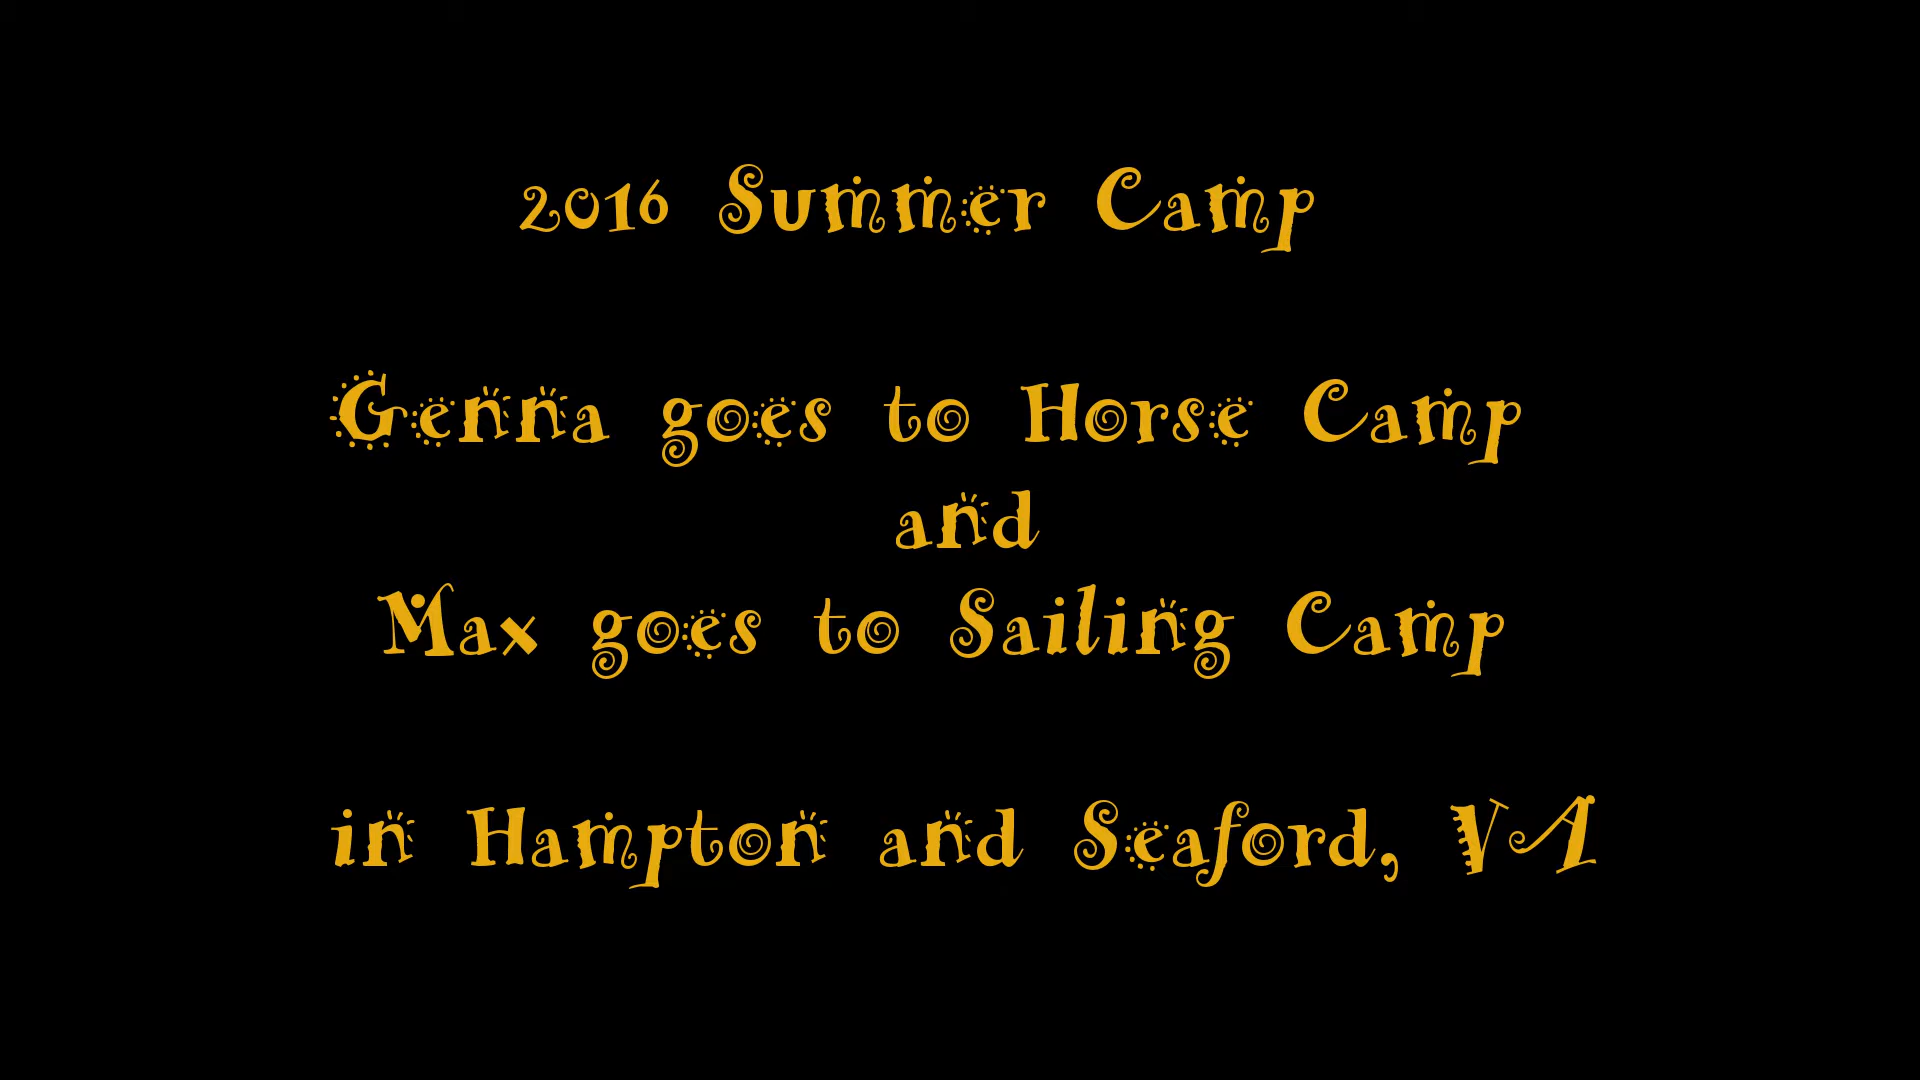 2016 Summer Camp
Genna goes to Horse Camp
and
Max goes to Sailing Camp
in Hampton and Seaford, VA